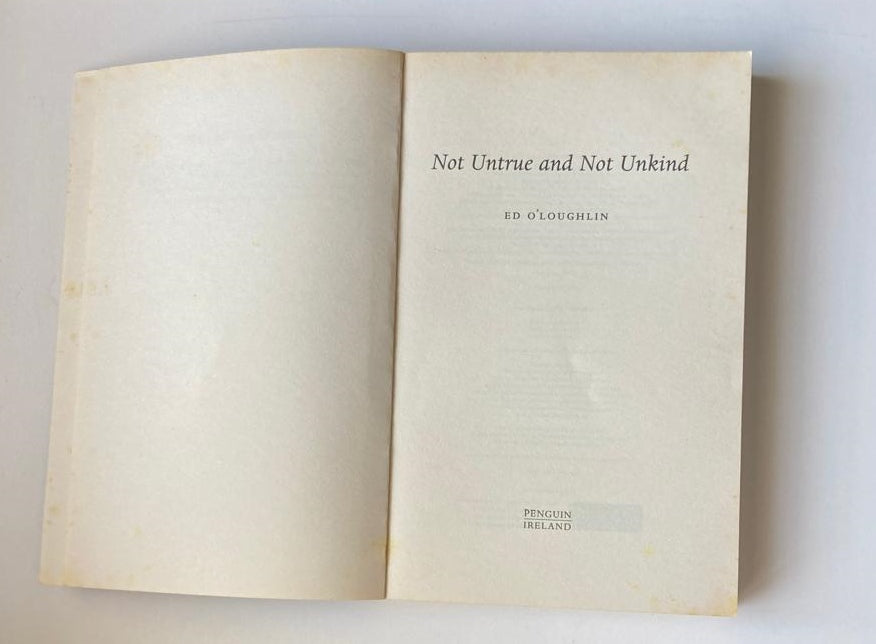 Not Untrue and Not Unkind
ED O'LOUGHLIN
PENGUIN
IRELAND